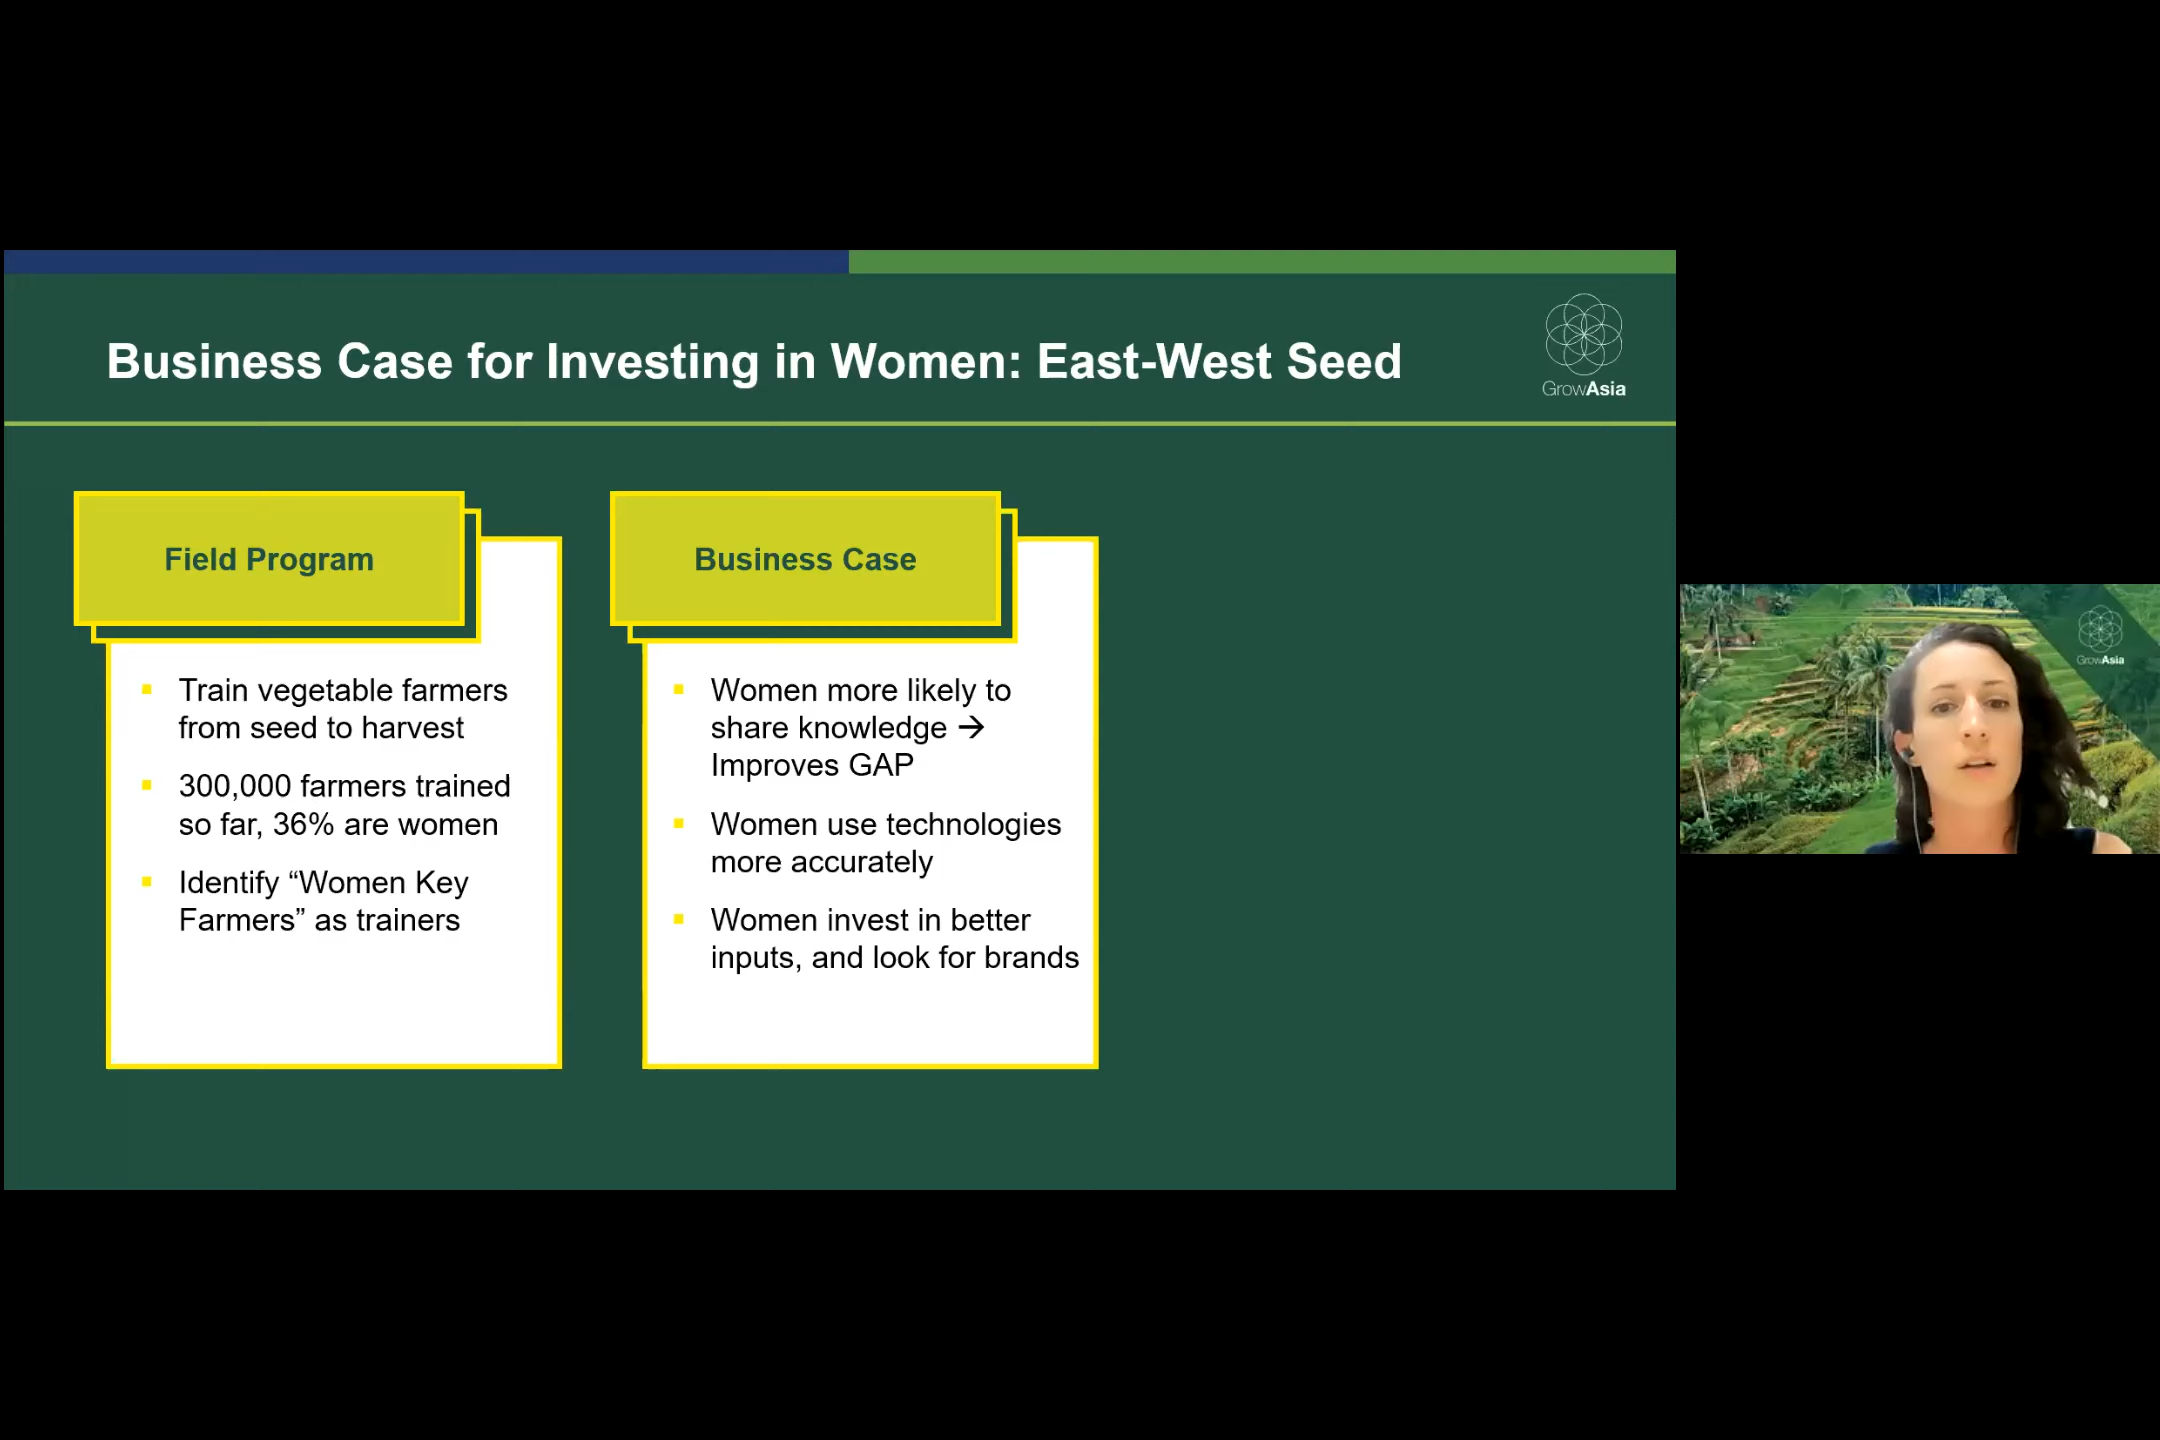 Business Case for Investing in Women: East-West Seed
GrowAsia
Field Program
Train vegetable farmers
from seed to harvest
300,000 farmers trained
so far, 36% are women
Identify “Women Key
Farmers” as trainers
Business Case
Women more likely to
share knowledge →
Improves GAP
Women use technologies
more accurately
Women invest in better
inputs, and look for brands
GrowAsia